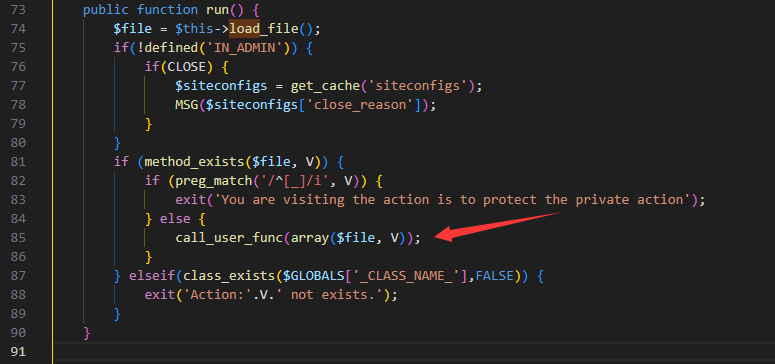 73 public function run() {
74 $file = $this->load_file();
75 if(!defined('IN_ADMIN')) {
76 if(CLOSE) {
77 $siteconfigs = get_cache('siteconfigs');
78 MSG($siteconfigs['close_reason']);
79 }
80 }
81 if (method_exists($file, V)) {
82 if (preg_match('/^[_]/i', V)) {
83 exit('You are visiting the action is to protect the private action');
84 } else {
85 call_user_func(array($file, V));
86 }
87 } elseif(class_exists($GLOBALS['_CLASS_NAME_'],FALSE)) {
88 exit('Action:'.V.' not exists.');
89 }
90 }
91